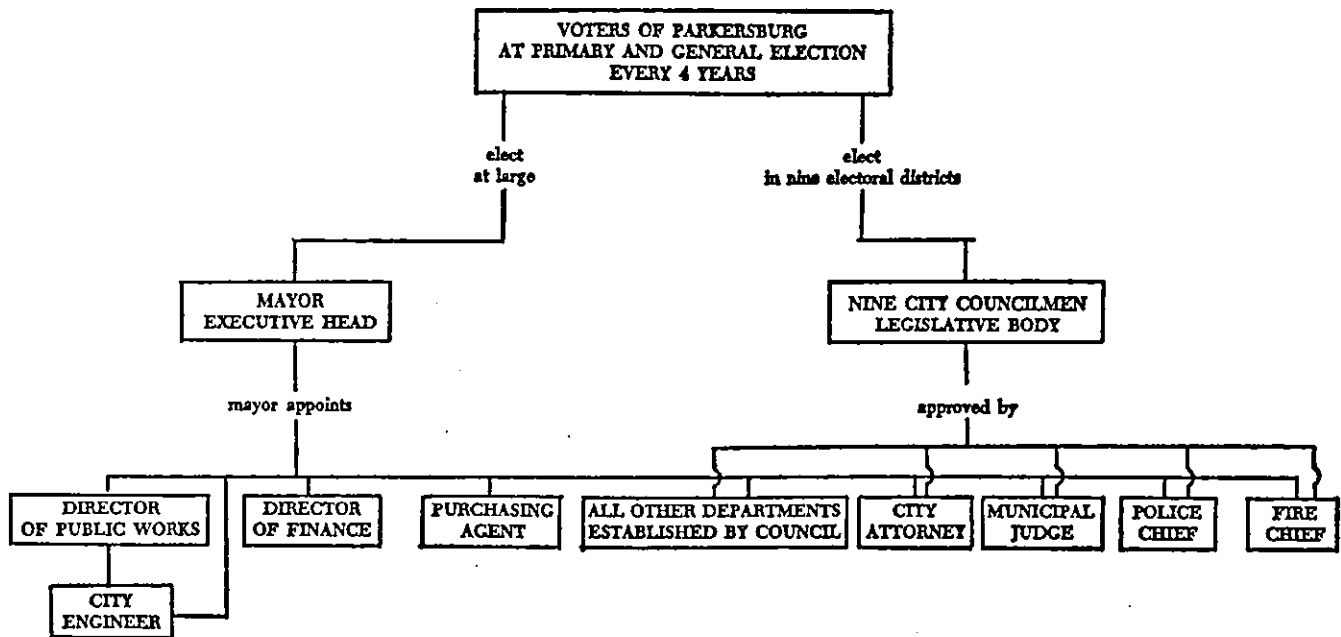 VOTERS OF PARKERSBURG
AT PRIMARY AND GENERAL ELECTION
EVERY 4 YEARS
elect
at large
elect
in nine electoral districts
MAYOR
EXECUTIVE HEAD
NINE CITY COUNCILMEN
LEGISLATIVE BODY
mayor appoints
approved by
DIRECTOR
OF PUBLIC WORKS
DIRECTOR
OF FINANCE
PURCHASING
AGENT
ALL OTHER DEPARTMENTS
ESTABLISHED BY COUNCIL
CITY
ATTORNEY
MUNICIPAL
JUDGE
POLICE
CHIEF
FIRE
CHIEF
CITY
ENGINEER